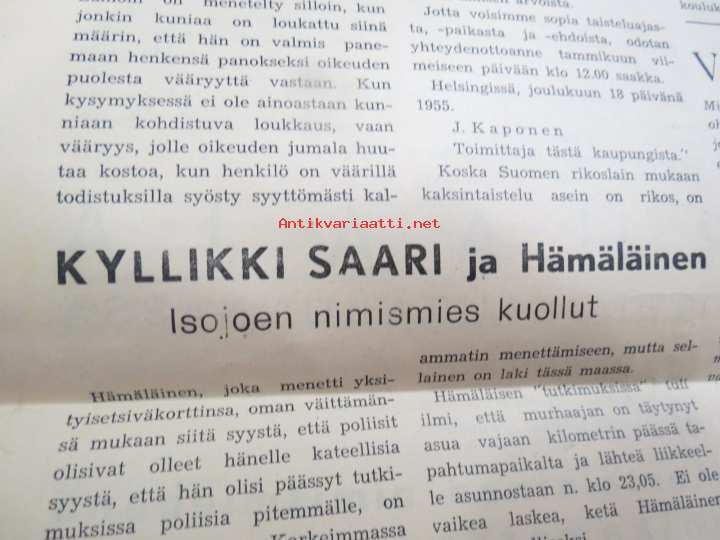 on menetelty silloin, kun
jonkin kuniaa on loukattu siinä
määrin, että hän on valmis pane-
maan henkensä panokseksi oikeuden
puolesta vääryyttä vastaan. Kun
kysymyksessä ei ole ainoastaan kun-
niaan kohdistuva loukkaus, vaan
vääryys, jolle oikeuden jumala huu-
taa kostoa, kun henkilö on väärillä
todistuksilla syösty syyttömästi kal-
arvoista.
Jotta voisimme sopia taisteluajas-
ta, -paikasta ja -ehdoista, odotan
yhteydenottoanne tammikuun vii-
meiseen päivään klo 12.00 saakka.
Helsingissä, joulukuun 18 päivänä
1955.
J. Kaponen
Toimittaja tästä kaupungista."
Koska Suomen rikoslain mukaan
kaksintaistelu asein on rikos, on
Antikvariaatti.net
KYLLIKKI SAARI ja Hämäläinen
Isojoen nimismies kuollut
Hämäläinen, joka menetti yksi-
tyisetsiväkorttinsa, oman väittämän-
sä mukaan siitä syystä, että poliisit
olisivat olleet hänelle kateellisia
syystä, että hän olisi päässyt tutki-
muksissa poliisia pitemmälle, on
Korkeimmassa
ammatin menettämiseen, mutta sel-
lainen on laki tässä maassa.
Hämäläisen "tutkimuksissa" tuli
ilmi, että murhaajan on täytynyt
asua vajaan kilometrin päässä ta-
pahtumapaikalta ja lähteä liikkeel-
le asunnostaan n. klo 23,05. Ei ole
vaikea laskea, ketä Hämäläinen